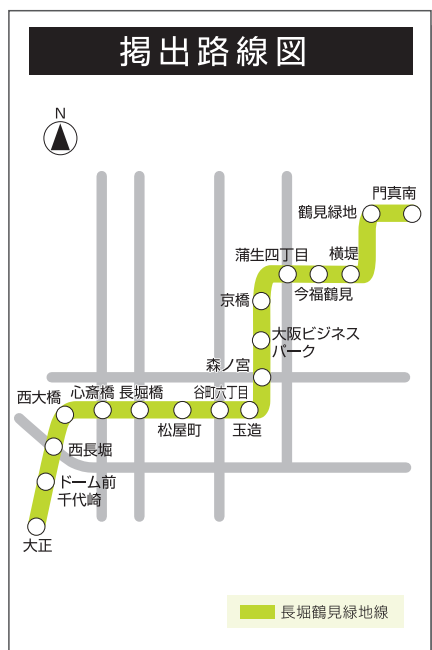 掲出路線図
N
門真南
鶴見緑地
蒲生四丁目
横堤
今福鶴見
京橋
大阪ビジネス
パーク
森ノ宮
西大橋
心斎橋
長堀橋
谷町六丁目
松屋町
玉造
西長堀
ドーム前
千代崎
大正
長堀鶴見緑地線